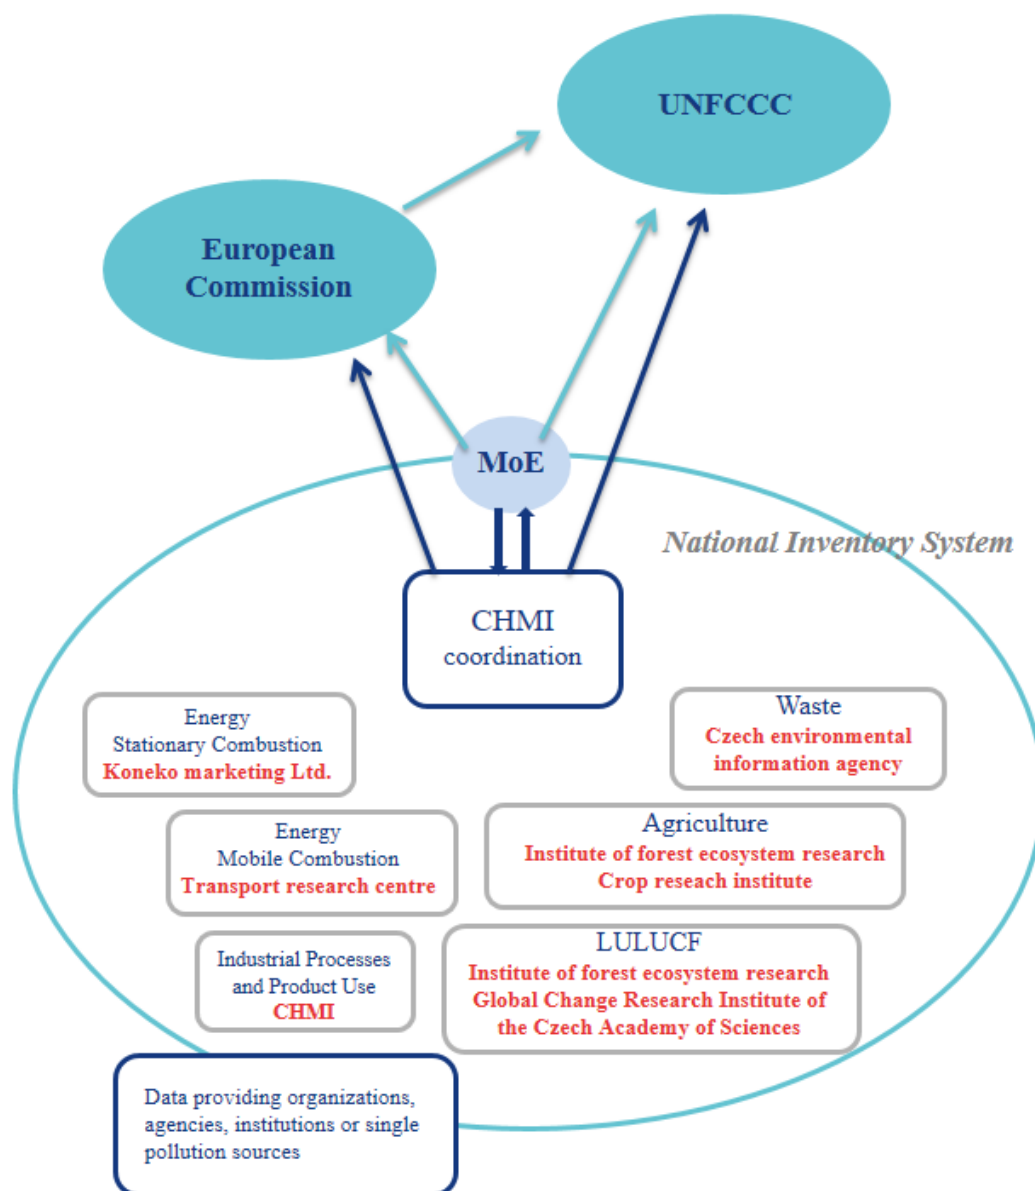 UNFCCC
European
Commission
MoE
National Inventory System
CHMI
coordination
Energy
Stationary Combustion
Koneko marketing Ltd.
Waste
Czech environmental
information agency
Energy
Mobile Combustion
Transport research centre
Agriculture
Institute of forest ecosystem research
Crop reseach institute
Industrial Processes
and Product Use
CHMI
LULUCF
Institute of forest ecosystem research
Global Change Research Institute of
the Czech Academy of Sciences
Data providing organizations,
agencies, institutions or single
pollution sources